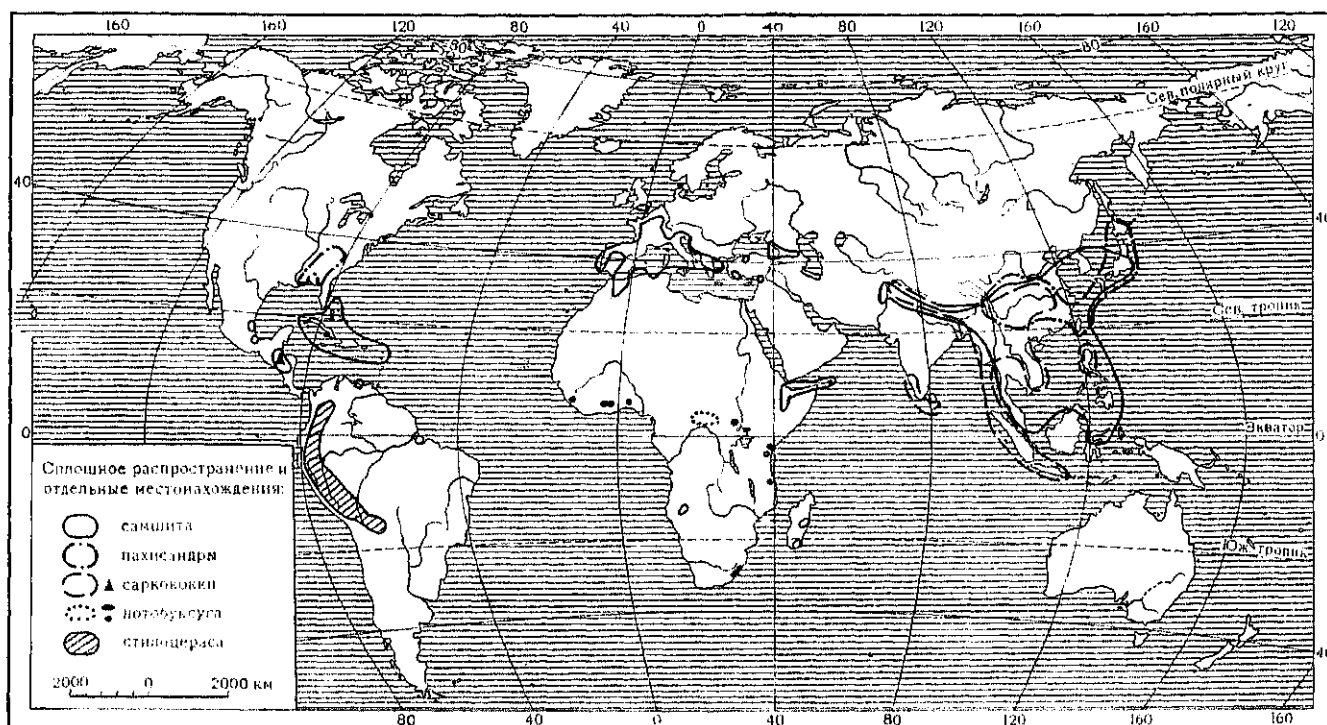 160 160 120 80 40 0 40 80 120 160 160 120
80
80
Сев. полярный круг
40
40
Сев. тропик
0
Экватор
0
0
Юж. тропик
40
Сплошное распространение и
отдельные местонахождения:
самшита
пахисандры
саркококки
нотобуксуса
стилоцераса
2000 0 2000 км
80 40 0 40 80 120 160 160